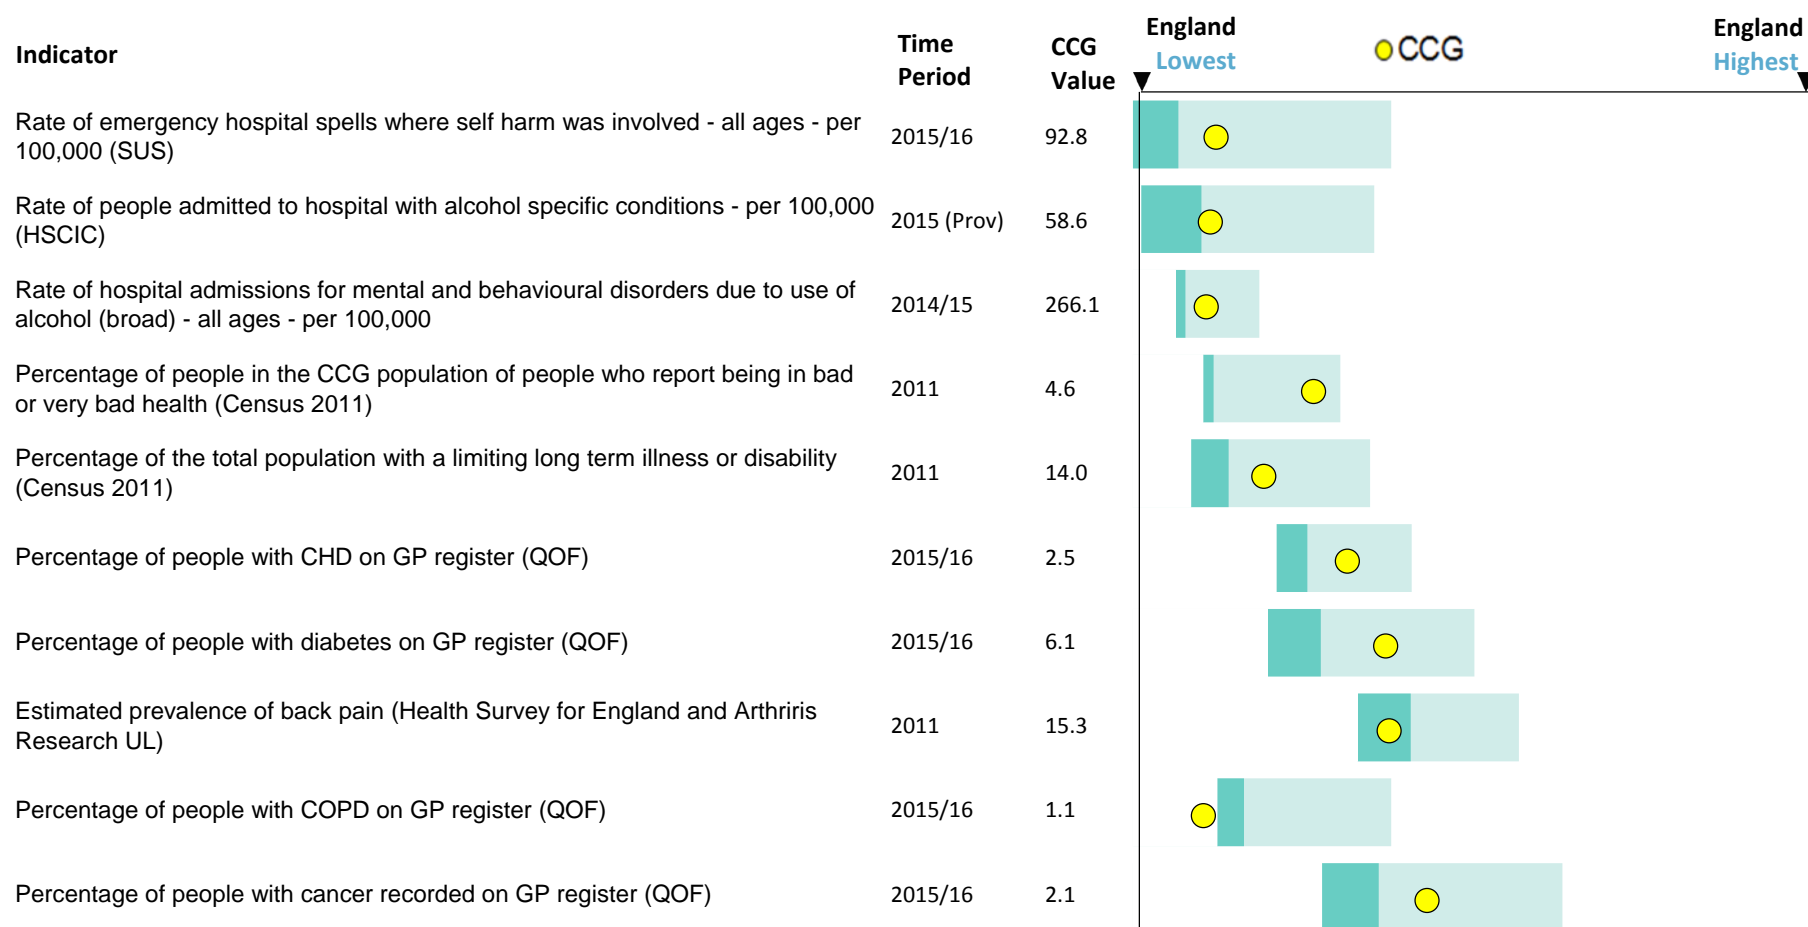 Indicator
Time
Period
CCG
Value
England
Lowest
CCG
England
Highest
Rate of emergency hospital spells where self harm was involved - all ages - per
100,000 (SUS)
2015/16
92.8
Rate of people admitted to hospital with alcohol specific conditions - per 100,000
(HSCIC)
2015 (Prov)
58.6
Rate of hospital admissions for mental and behavioural disorders due to use of
alcohol (broad) - all ages - per 100,000
2014/15
266.1
Percentage of people in the CCG population of people who report being in bad
or very bad health (Census 2011)
2011
4.6
Percentage of the total population with a limiting long term illness or disability
(Census 2011)
2011
14.0
Percentage of people with CHD on GP register (QOF)
2015/16
2.5
Percentage of people with diabetes on GP register (QOF)
2015/16
6.1
Estimated prevalence of back pain (Health Survey for England and Arthriris
Research UL)
2011
15.3
Percentage of people with COPD on GP register (QOF)
2015/16
1.1
Percentage of people with cancer recorded on GP register (QOF)
2015/16
2.1